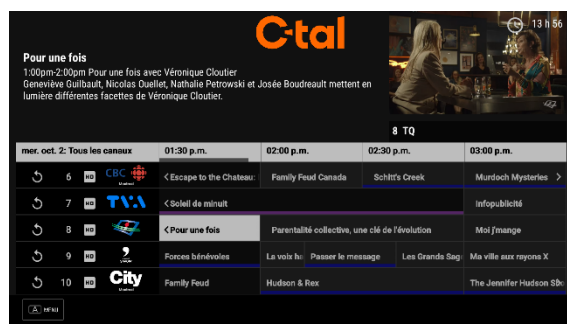 C·tal
13 h 56
Pour une fois
1:00pm-2:00pm Pour une fois avec Véronique Cloutier
Geneviève Guilbault, Nicolas Ouellet, Nathalie Petrowski et Josée Boudreault mettent en
lumière différentes facettes de Véronique Cloutier.
8 TQ
mer. oct. 2: Tous les canaux 01:30 p.m. 02:00 p.m. 02:30 p.m. 03:00 p.m.
6 HD CBC Montreal < Escape to the Chateau: Family Feud Canada Schitt's Creek Murdoch Mysteries >
7 HD TVA < Soleil de minuit Infopublicité
8 HD < Pour une fois Parentalité collective, une clé de l'évolution Moi j'mange
9 HD Forces bénévoles La voix h Passer le message Les Grands Sag Ma ville aux rayons X
10 HD City Montreal Family Feud Hudson & Rex The Jennifer Hudson Sho
A MENU